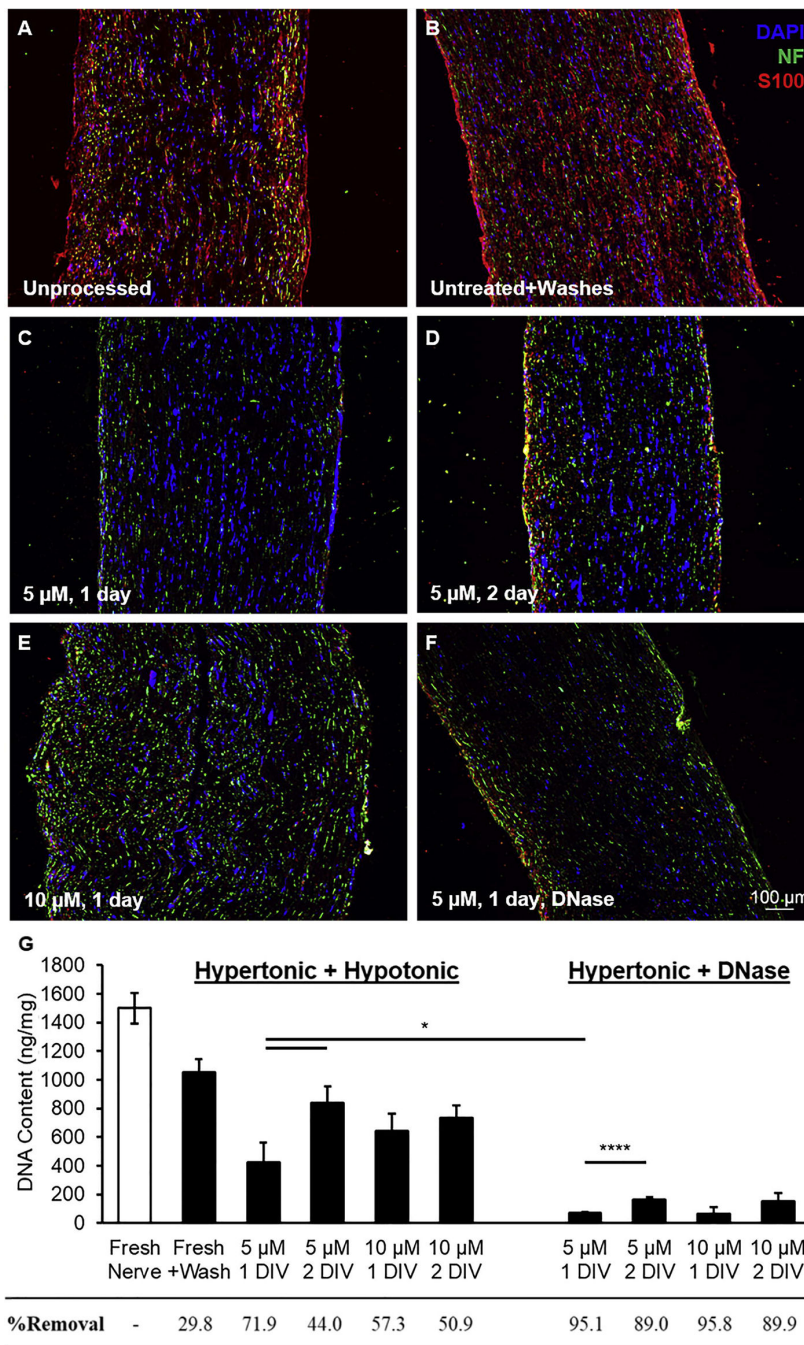 A
Unprocessed
B
DAPI
NF
S100
Untreated+Washes
C
5 µM, 1 day
D
5 µM, 2 day
E
10 µM, 1 day
F
5 µM, 1 day, DNase
100 µm
G
Hypertonic + Hypotonic
Hypertonic + DNase
DNA Content (ng/mg)
1800
1600
1400
1200
1000
800
600
400
200
0
*
****
Fresh Fresh 5 µM 5 µM 10 µM 10 µM 5 µM 5 µM 10 µM 10 µM
Nerve +Wash 1 DIV 2 DIV 1 DIV 2 DIV 1 DIV 2 DIV 1 DIV 2 DIV
%Removal - 29.8 71.9 44.0 57.3 50.9 95.1 89.0 95.8 89.9